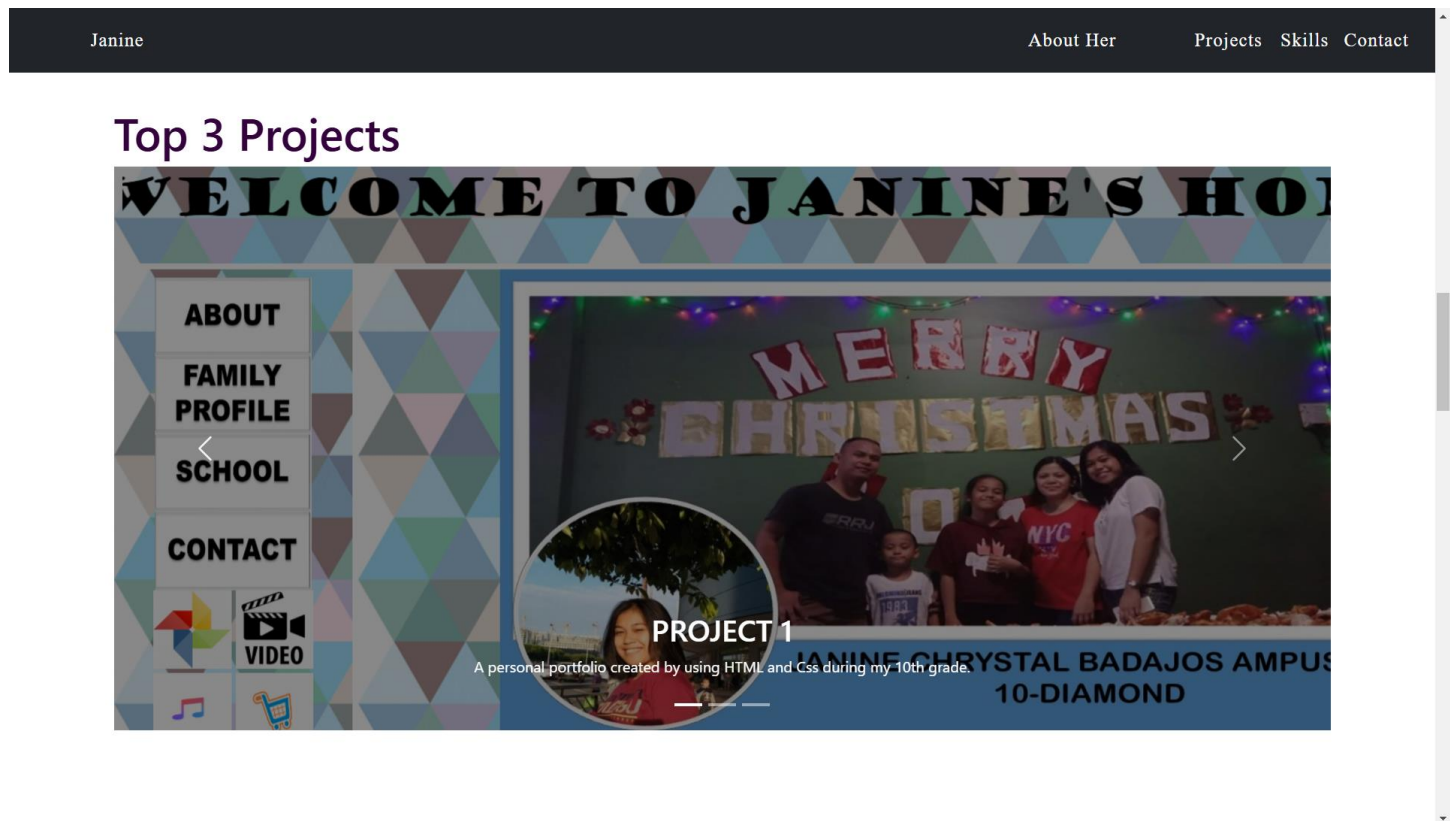 Janine
About Her Projects Skills Contact
Top 3 Projects
WELCOME TO JANINE'S
ABOUT
FAMILY
PROFILE
SCHOOL
CONTACT
VIDEO
MERRY
CHRISTMAS
NYC
1983
PROJECT 1
A personal portfolio created by using HTML and Css during my 10th grade.
JANINE CHRYSTAL BADAJOS
10-DIAMOND